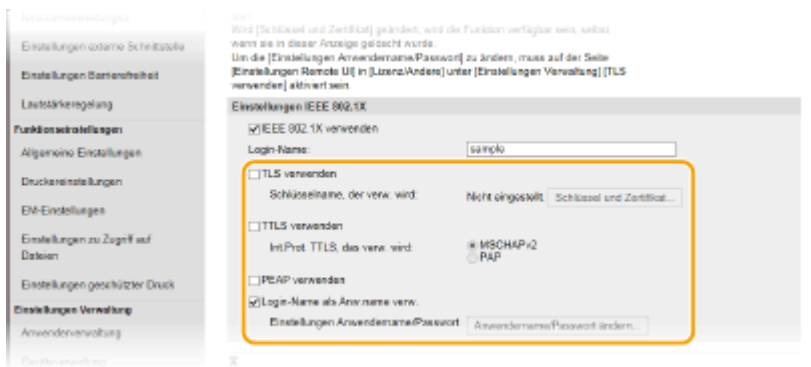 Einstellungen externe Schnittstelle
Einstellungen Barrierefreiheit
Lautstärkeregelung
Funktionseinstellungen
Allgemeine Einstellungen
Druckereinstellungen
EM-Einstellungen
Einstellungen zu Zugriff auf
Dateien
Einstellungen geschützter Druck
Einstellungen Verwaltung
Anwenderverwaltung
Geräteverwaltung
Wird [Schlüssel und Zertifikat] geändert, wird die Funktion verfügbar sein, selbst
wenn sie in dieser Anzeige gelöscht wurde.
Um die [Einstellungen Anwendername/Passwort] zu ändern, muss auf der Seite
[Einstellungen Remote UI] in [Lizenz/Andere] unter [Einstellungen Verwaltung] [TLS
verwenden] aktiviert sein.
Einstellungen IEEE 802.1X
IEEE 802.1X verwenden
Login-Name: sample
TLS verwenden
Schlüsselname, der verw. wird: Nicht eingestellt Schlüssel und Zertifikat...
TTLS verwenden
Int.Prot. TTLS, das verw. wird: MSCHAPv2
PAP
PEAP verwenden
Login-Name als Anw.name verw.
Einstellungen Anwendername/Passwort Anwendername/Passwort ändern...